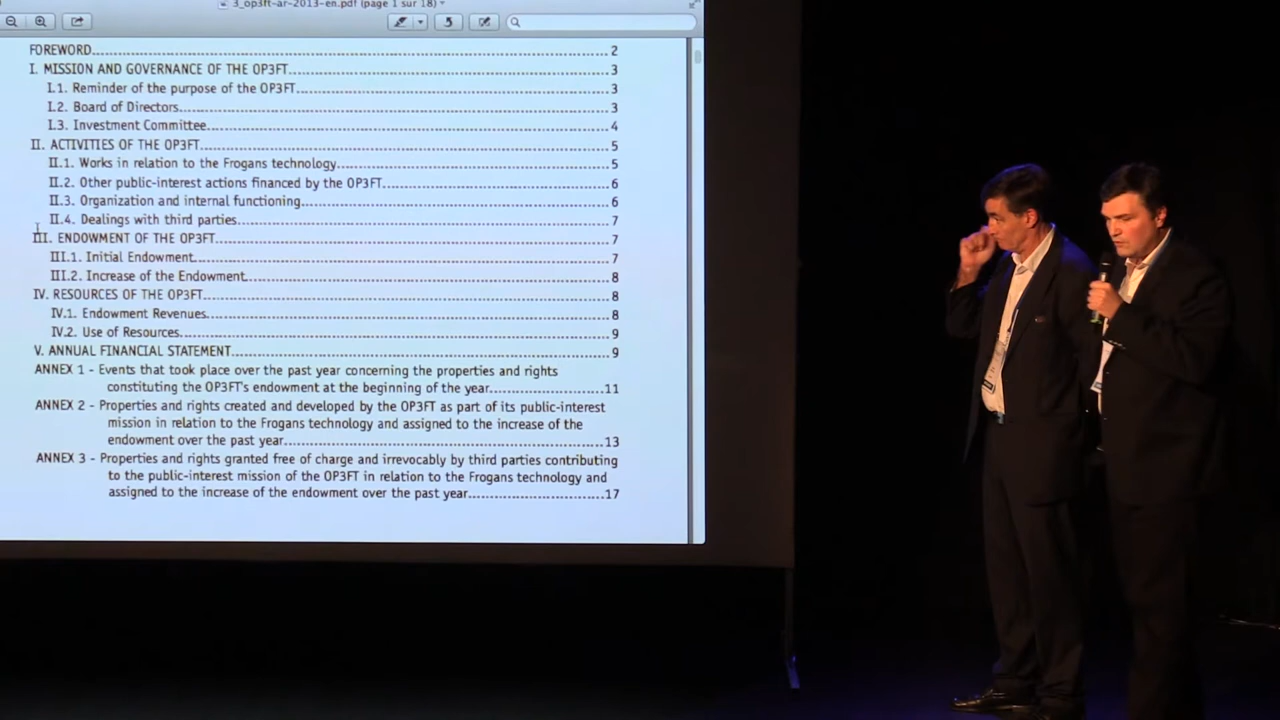 3_op3ft-ar-2013-en.pdf (page 1 sur 18)
FOREWORD 2
I. MISSION AND GOVERNANCE OF THE OP3FT 3
I.1. Reminder of the purpose of the OP3FT 3
I.2. Board of Directors 3
I.3. Investment Committee 4
II. ACTIVITIES OF THE OP3FT 5
II.1. Works in relation to the Frogans technology 5
II.2. Other public-interest actions financed by the OP3FT 6
II.3. Organization and internal functioning 6
II.4. Dealings with third parties 7
III. ENDOWMENT OF THE OP3FT 7
III.1. Initial Endowment 7
III.2. Increase of the Endowment 8
IV. RESOURCES OF THE OP3FT 8
IV.1. Endowment Revenues 8
IV.2. Use of Resources 9
V. ANNUAL FINANCIAL STATEMENT 9
ANNEX 1 - Events that took place over the past year concerning the properties and rights
constituting the OP3FT's endowment at the beginning of the year 11
ANNEX 2 - Properties and rights created and developed by the OP3FT as part of its public-interest
mission in relation to the Frogans technology and assigned to the increase of the
endowment over the past year 13
ANNEX 3 - Properties and rights granted free of charge and irrevocably by third parties contributing
to the public-interest mission of the OP3FT in relation to the Frogans technology and
assigned to the increase of the endowment over the past year 17